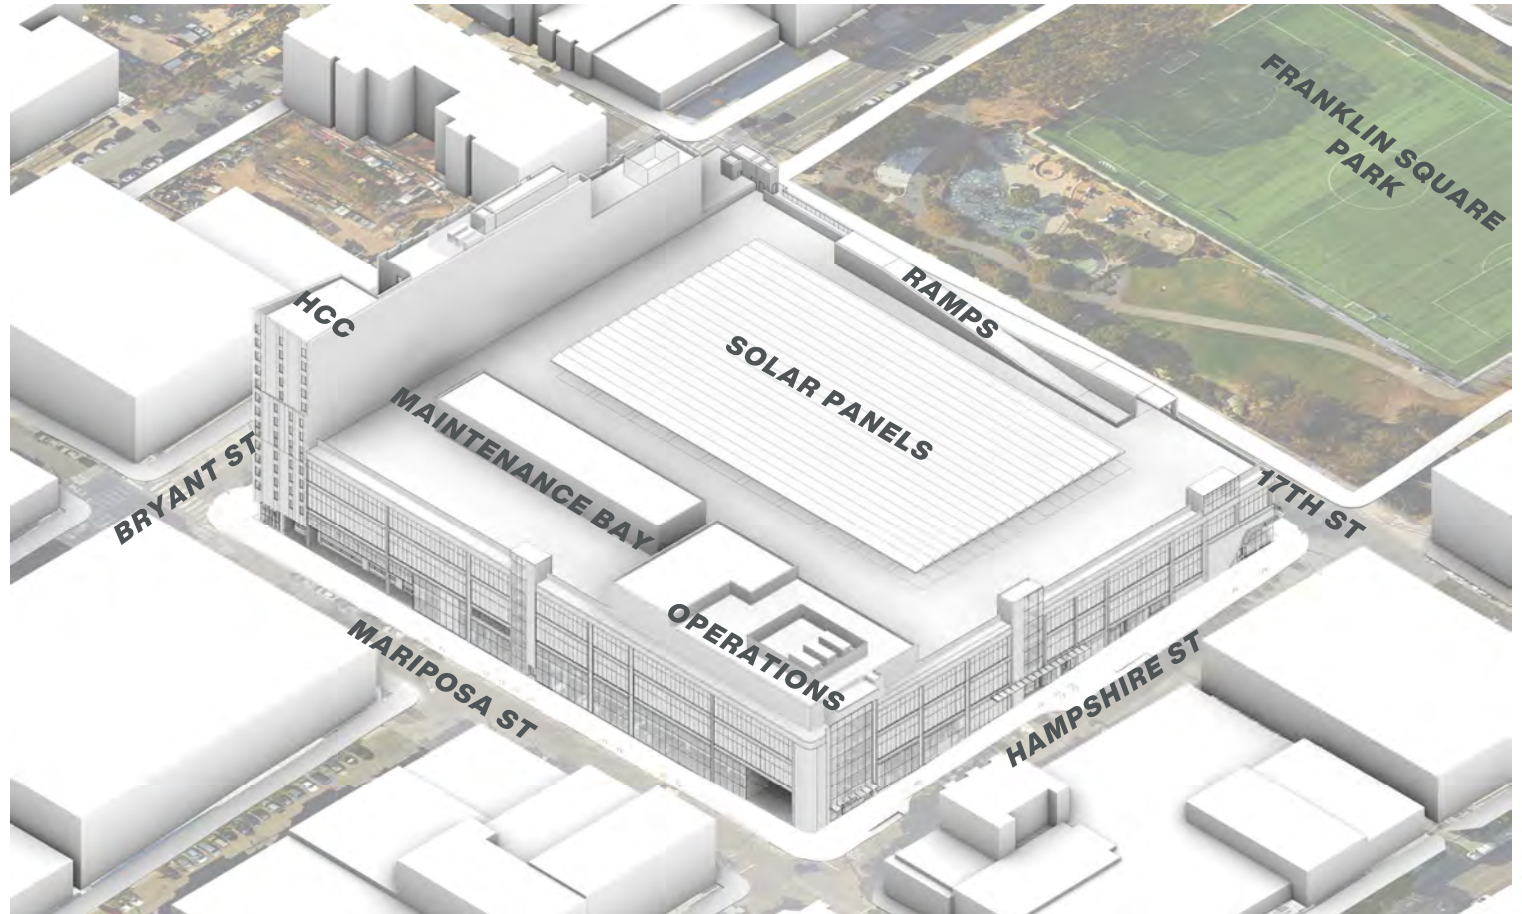 FRANKLIN SQUARE
PARK
HCC
RAMPS
SOLAR PANELS
MAINTENANCE BAY
BRYANT ST
17TH ST
OPERATIONS
MARIPOSA ST
HAMPSHIRE ST